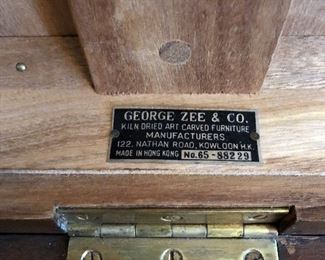 GEORGE ZEE & CO.
KILN DRIED ART CARVED FURNITURE
MANUFACTURERS
122, NATHAN ROAD, KOWLOON H.K.
MADE IN HONG KONG No. 65-88229